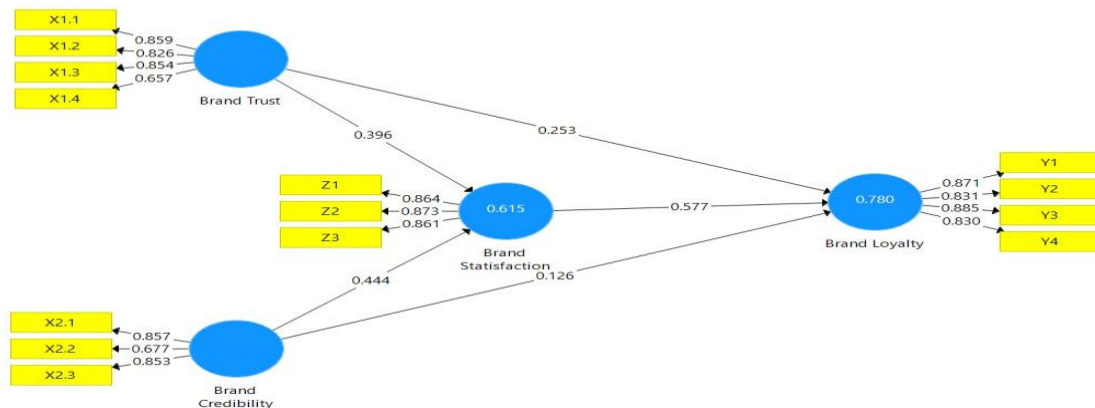 X1.1
X1.2
X1.3
X1.4
0.859
0.826
0.854
0.657
Brand Trust
0.396
0.253
Z1
Z2
Z3
0.864
0.873
0.861
0.615
Brand
Statisfaction
0.577
0.780
Brand Loyalty
0.871
0.831
0.885
0.830
Y1
Y2
Y3
Y4
0.444
0.126
X2.1
X2.2
X2.3
0.857
0.677
0.853
Brand
Credibility